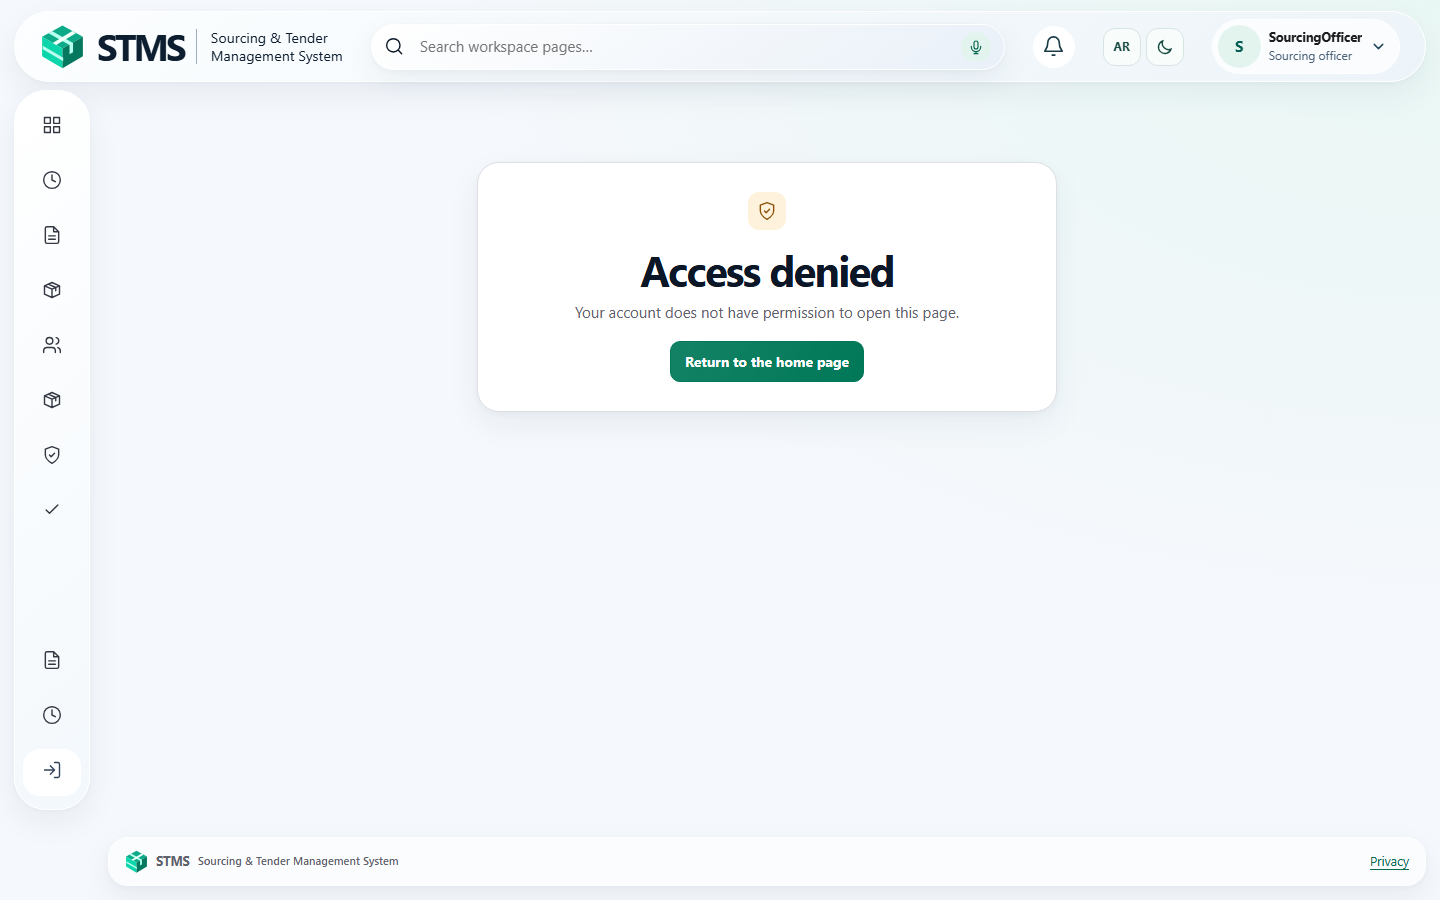 STMS
Sourcing & Tender
Management System
Search workspace pages...
AR
S
SourcingOfficer
Sourcing officer
Access denied
Your account does not have permission to open this page.
Return to the home page
STMS Sourcing & Tender Management System
Privacy